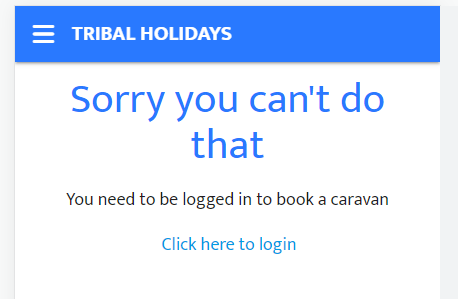 TRIBAL HOLIDAYS
Sorry you can't do
that
You need to be logged in to book a caravan
Click here to login